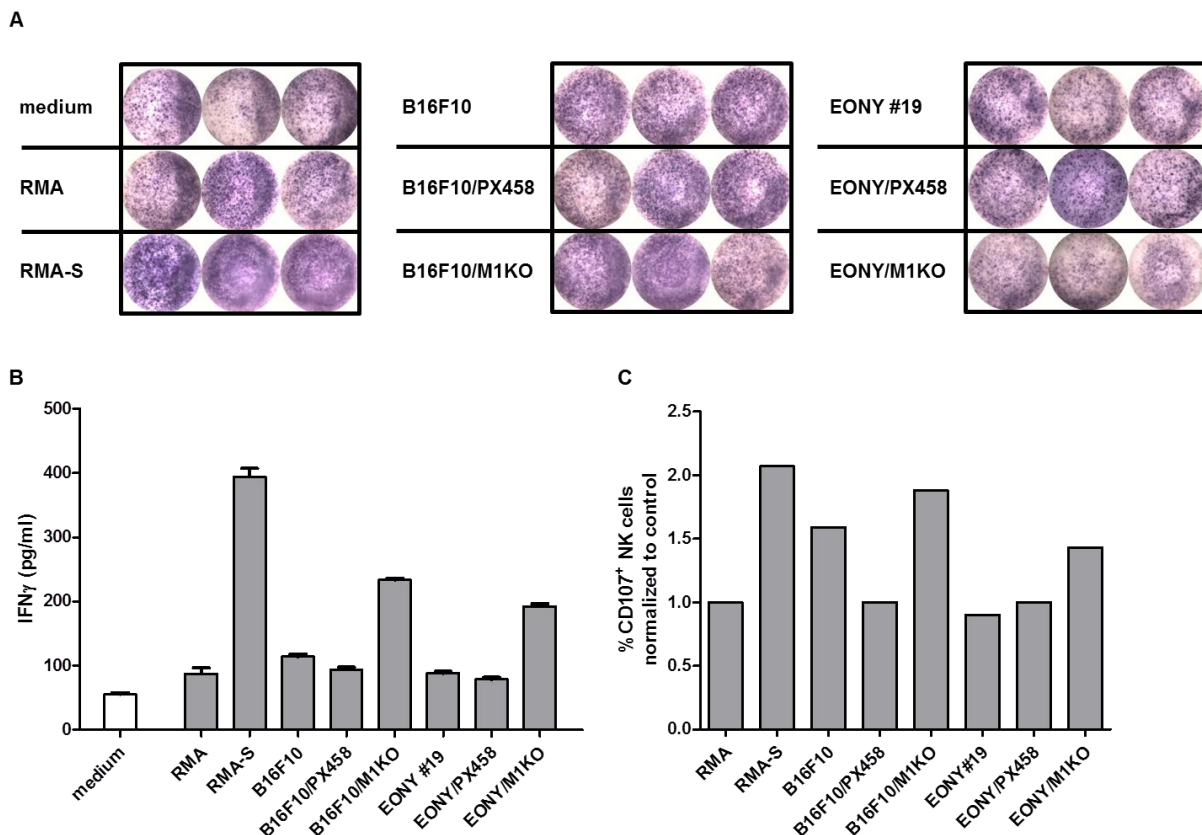 A
medium
RMA
RMA-S
B16F10
B16F10/PX458
B16F10/M1KO
EONY #19
EONY/PX458
EONY/M1KO
B
500
400
300
200
100
0
IFNγ (pg/ml)
medium
RMA
RMA-S
B16F10
B16F10/PX458
B16F10/M1KO
EONY #19
EONY/PX458
EONY/M1KO
C
2.5
2.0
1.5
1.0
0.5
0.0
% CD107⁺ NK cells
normalized to control
RMA
RMA-S
B16F10
B16F10/PX458
B16F10/M1KO
EONY#19
EONY/PX458
EONY/M1KO